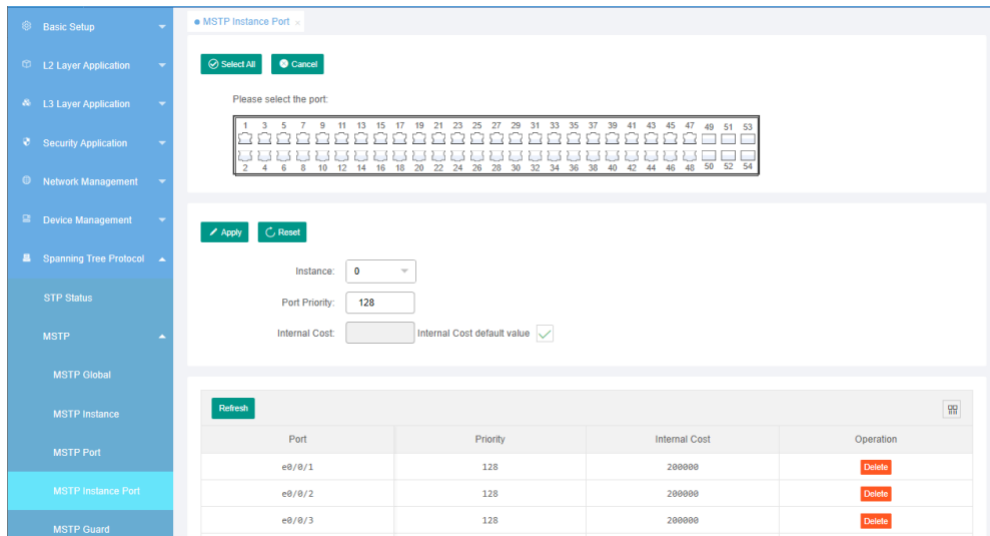 Basic Setup
L2 Layer Application
L3 Layer Application
Security Application
Network Management
Device Management
Spanning Tree Protocol
STP Status
MSTP
MSTP Global
MSTP Instance
MSTP Port
MSTP Instance Port
MSTP Guard
MSTP Instance Port ×
Select All Cancel
Please select the port:
1 3 5 7 9 11 13 15 17 19 21 23 25 27 29 31 33 35 37 39 41 43 45 47 49 51 53
2 4 6 8 10 12 14 16 18 20 22 24 26 28 30 32 34 36 38 40 42 44 46 48 50 52 54
Apply Reset
Instance: 0
Port Priority: 128
Internal Cost: Internal Cost default value
Refresh
Port Priority Internal Cost Operation
e0/0/1 128 200000 Delete
e0/0/2 128 200000 Delete
e0/0/3 128 200000 Delete